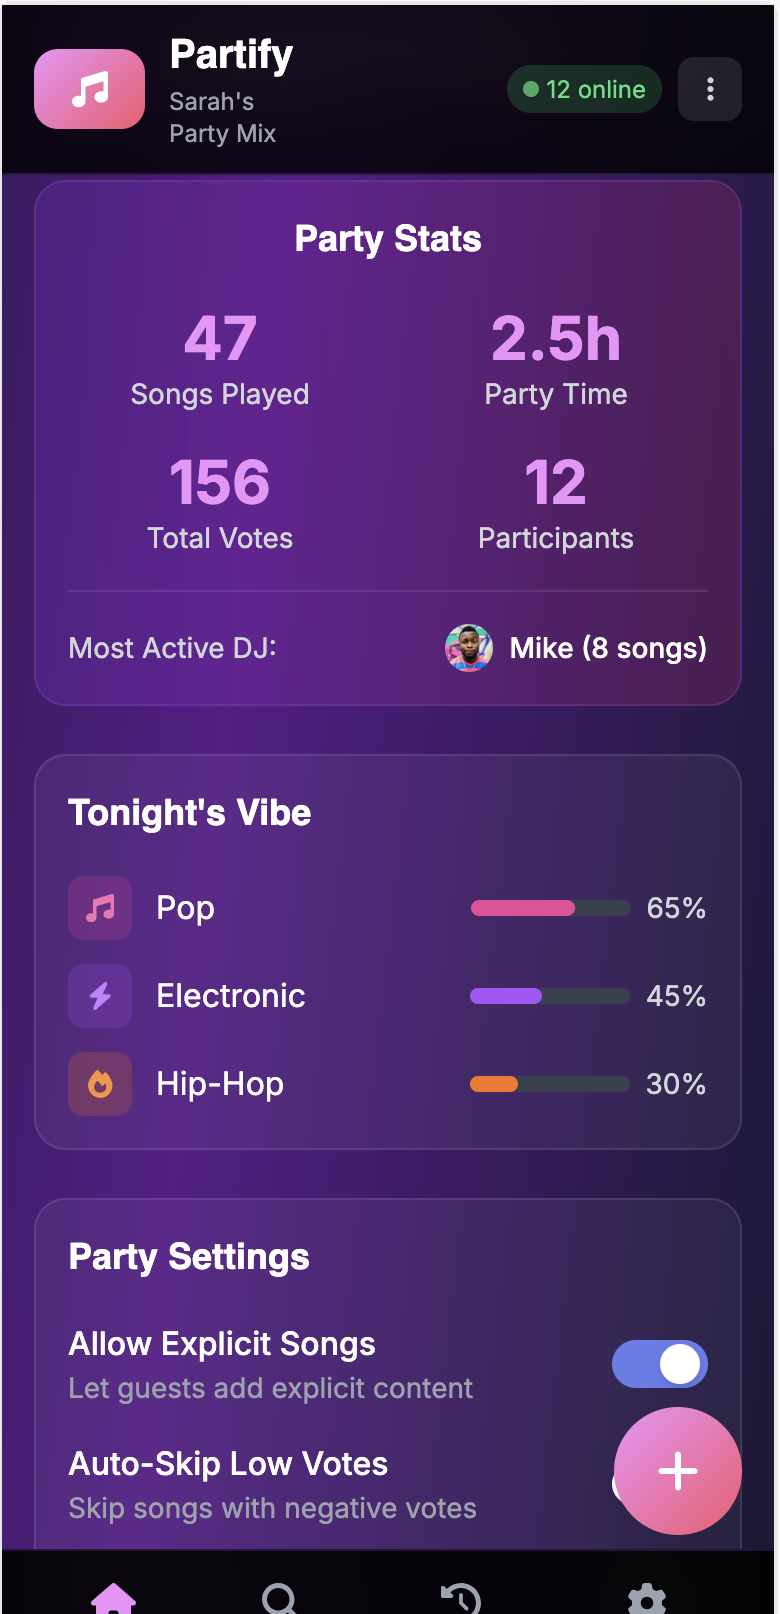 Partify
Sarah's
Party Mix
12 online
Party Stats
47
Songs Played
2.5h
Party Time
156
Total Votes
12
Participants
Most Active DJ:
Mike (8 songs)
Tonight's Vibe
Pop
65%
Electronic
45%
Hip-Hop
30%
Party Settings
Allow Explicit Songs
Let guests add explicit content
Auto-Skip Low Votes
Skip songs with negative votes